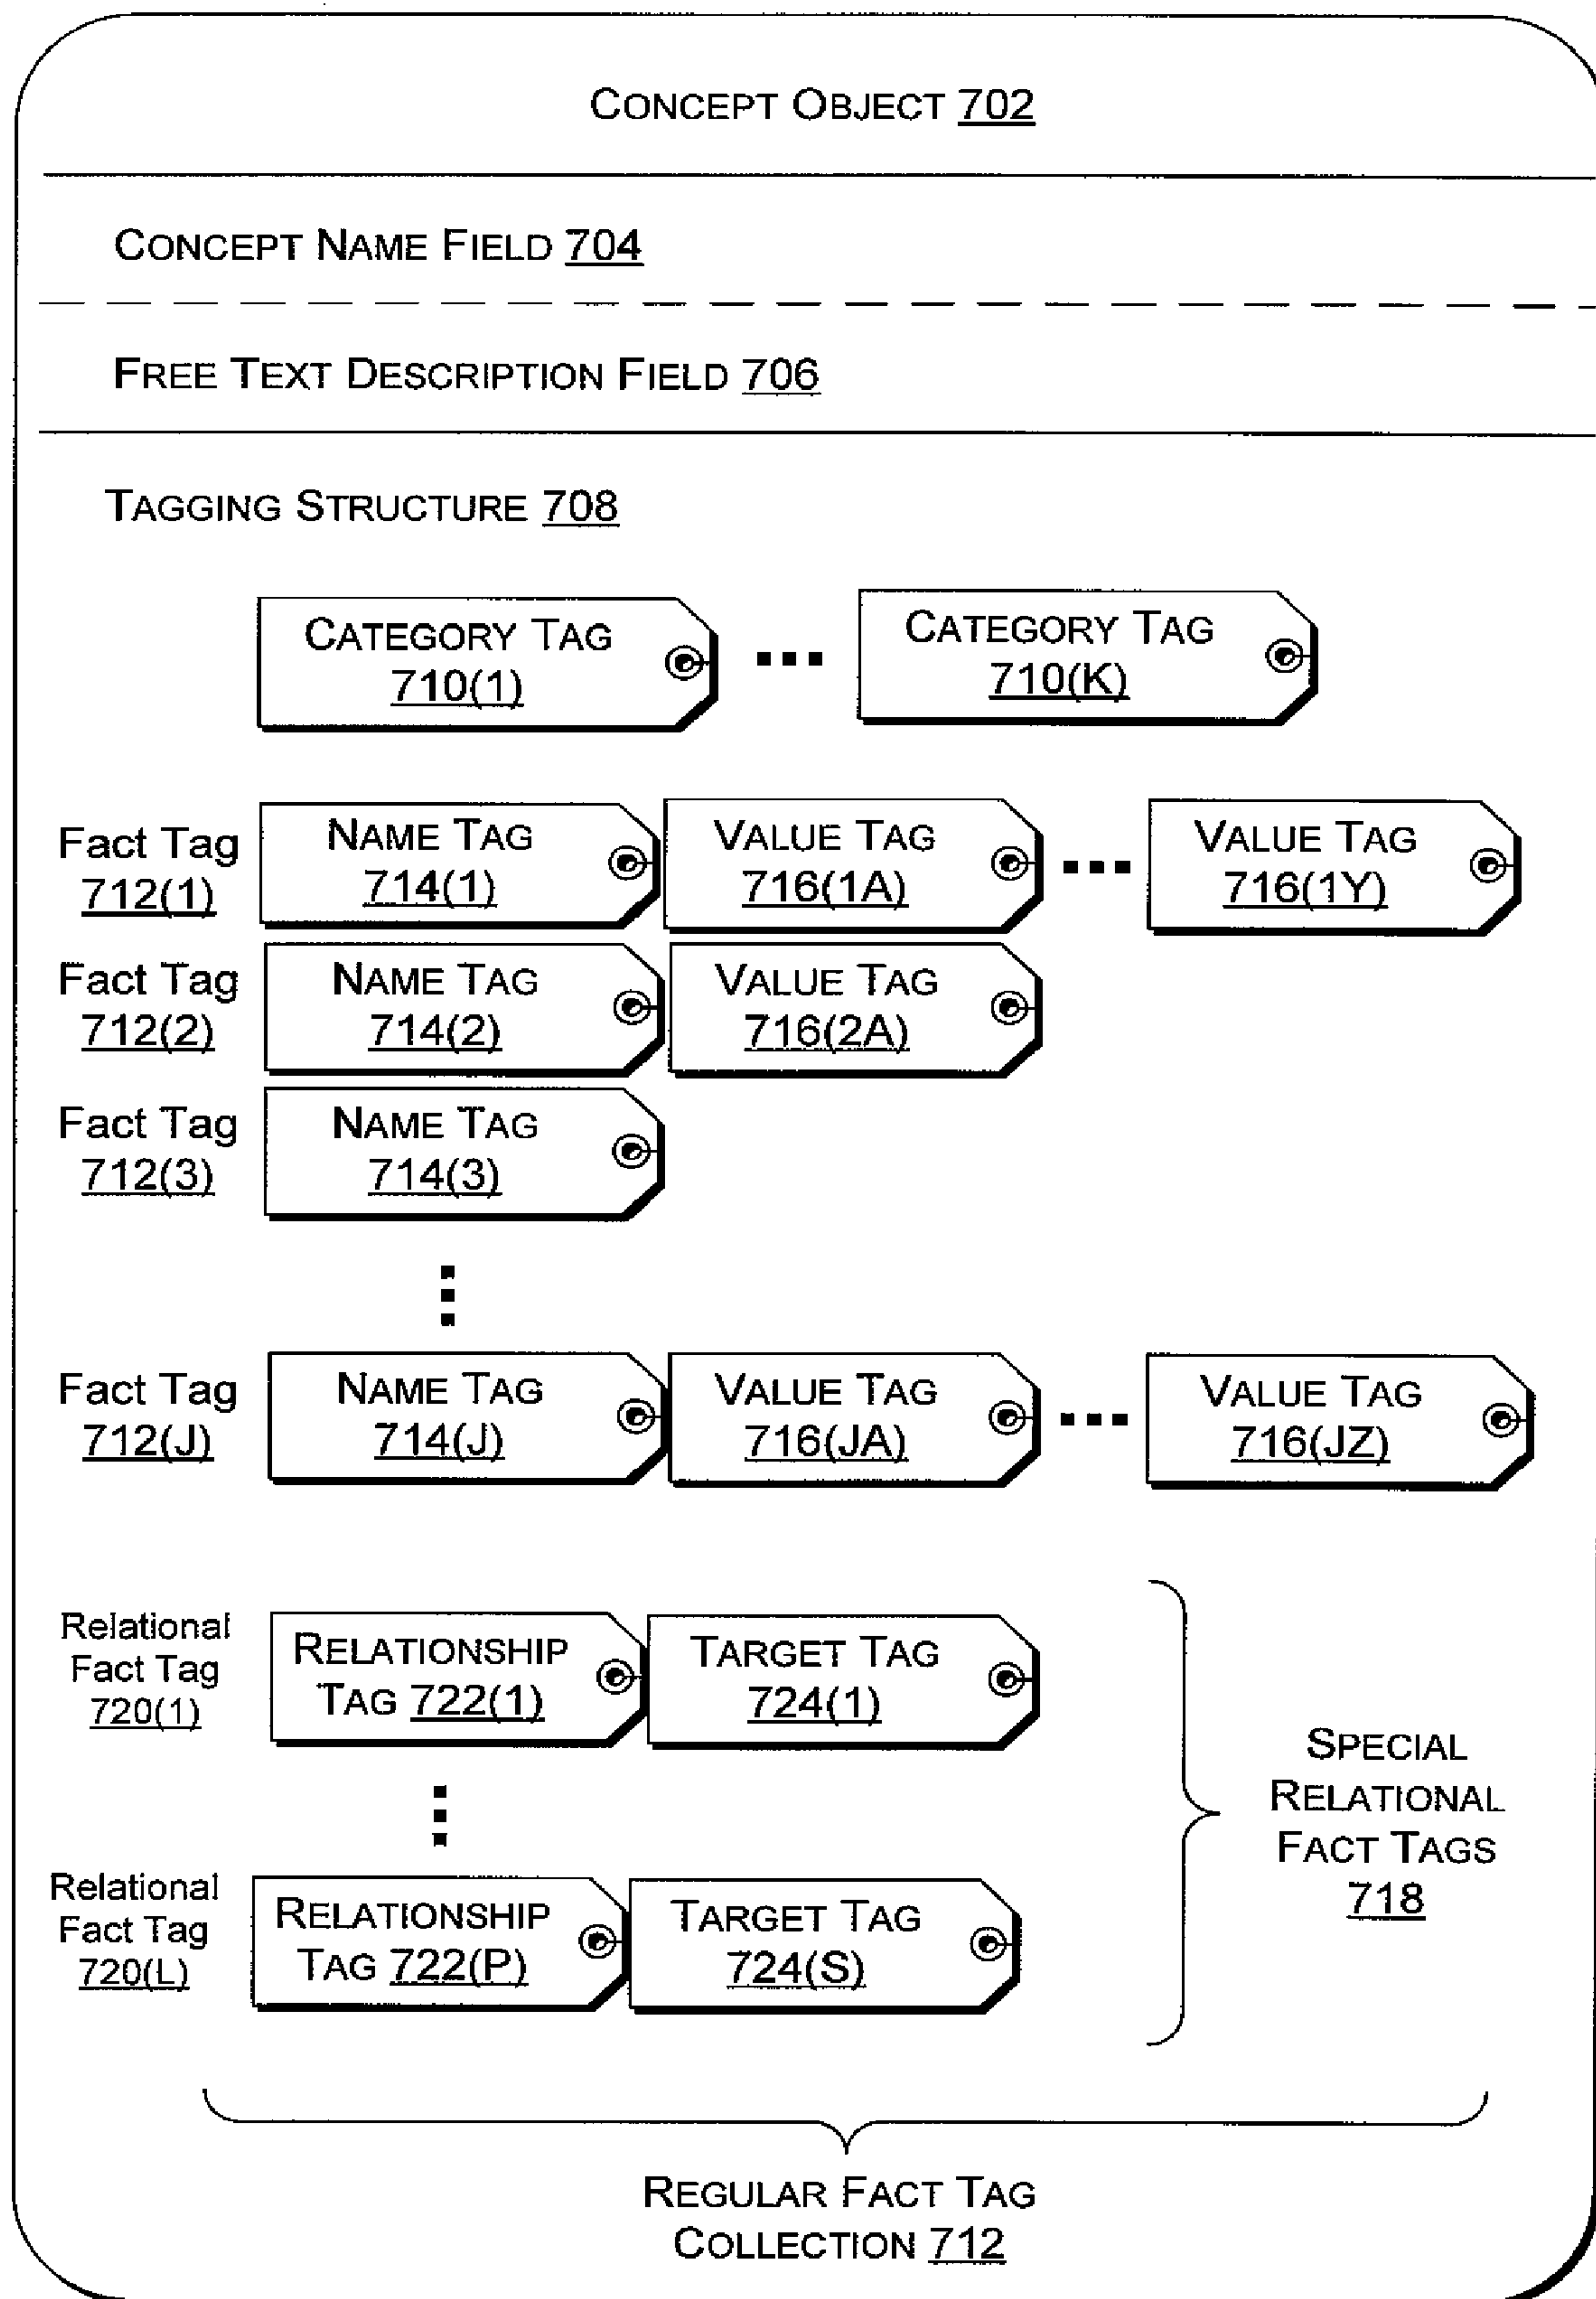 CONCEPT OBJECT 702
CONCEPT NAME FIELD 704
FREE TEXT DESCRIPTION FIELD 706
TAGGING STRUCTURE 708
CATEGORY TAG
710(1)
...
CATEGORY TAG
710(K)
Fact Tag
712(1)
NAME TAG
714(1)
VALUE TAG
716(1A)
...
VALUE TAG
716(1Y)
Fact Tag
712(2)
NAME TAG
714(2)
VALUE TAG
716(2A)
Fact Tag
712(3)
NAME TAG
714(3)
Fact Tag
712(J)
NAME TAG
714(J)
VALUE TAG
716(JA)
...
VALUE TAG
716(JZ)
Relational
Fact Tag
720(1)
RELATIONSHIP
TAG 722(1)
TARGET TAG
724(1)
Relational
Fact Tag
720(L)
RELATIONSHIP
TAG 722(P)
TARGET TAG
724(S)
SPECIAL
RELATIONAL
FACT TAGS
718
REGULAR FACT TAG
COLLECTION 712